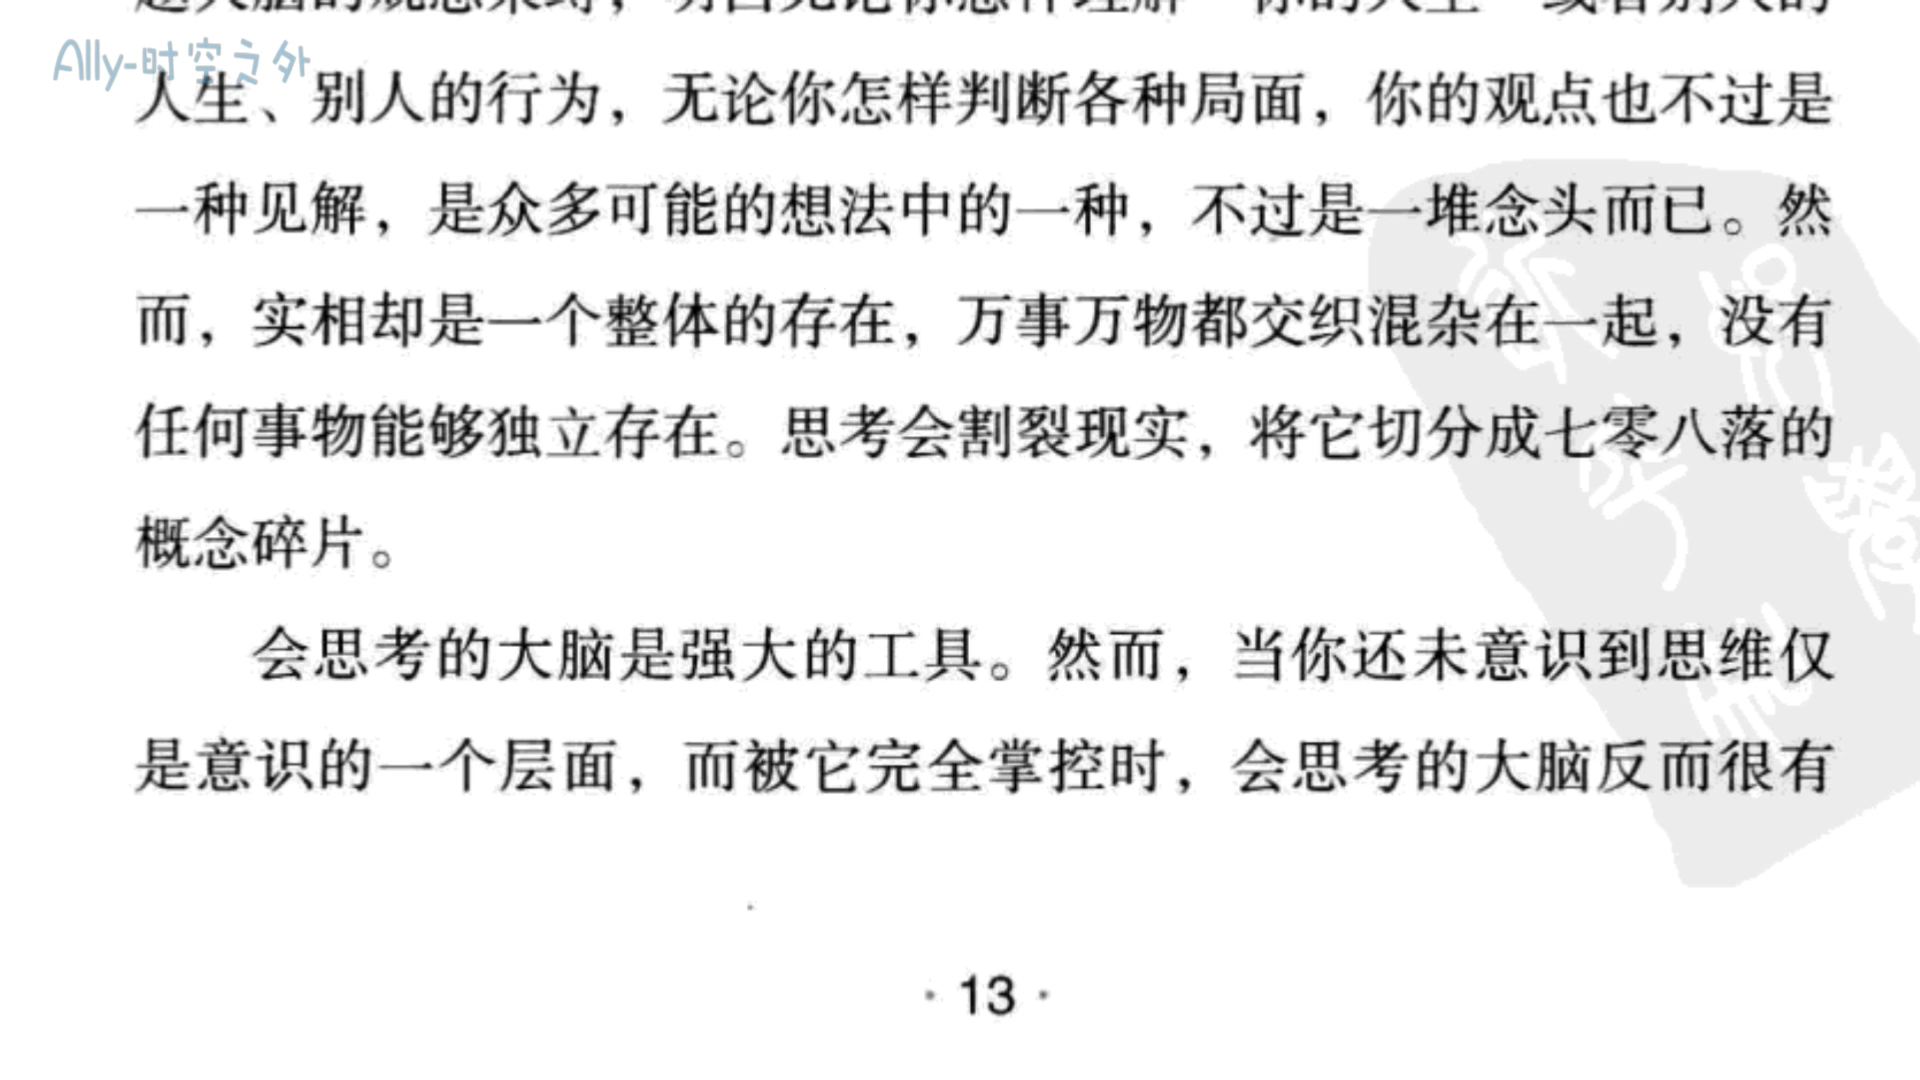 Ally-时空之外
人生、别人的行为，无论你怎样判断各种局面，你的观点也不过是
一种见解，是众多可能的想法中的一种，不过是一堆念头而已。然
而，实相却是一个整体的存在，万事万物都交织混杂在一起，没有
任何事物能够独立存在。思考会割裂现实，将它切分成七零八落的
概念碎片。
会思考的大脑是强大的工具。然而，当你还未意识到思维仅
是意识的一个层面，而被它完全掌控时，会思考的大脑反而很有
· 13 ·